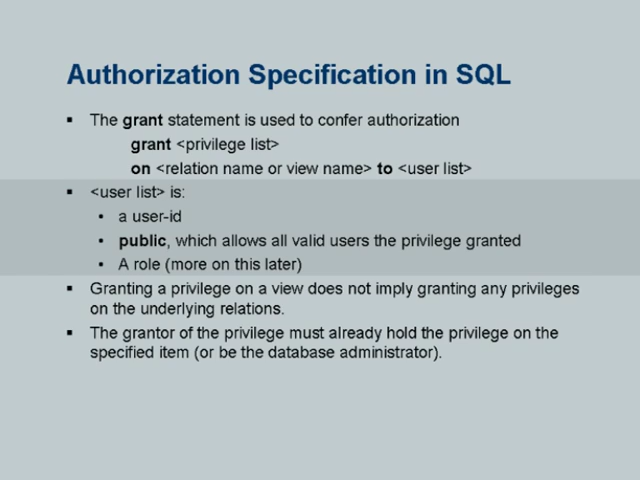 Authorization Specification in SQL
▪ The grant statement is used to confer authorization
grant <privilege list>
on <relation name or view name> to <user list>
▪ <user list> is:
• a user-id
• public, which allows all valid users the privilege granted
• A role (more on this later)
▪ Granting a privilege on a view does not imply granting any privileges
on the underlying relations.
▪ The grantor of the privilege must already hold the privilege on the
specified item (or be the database administrator).